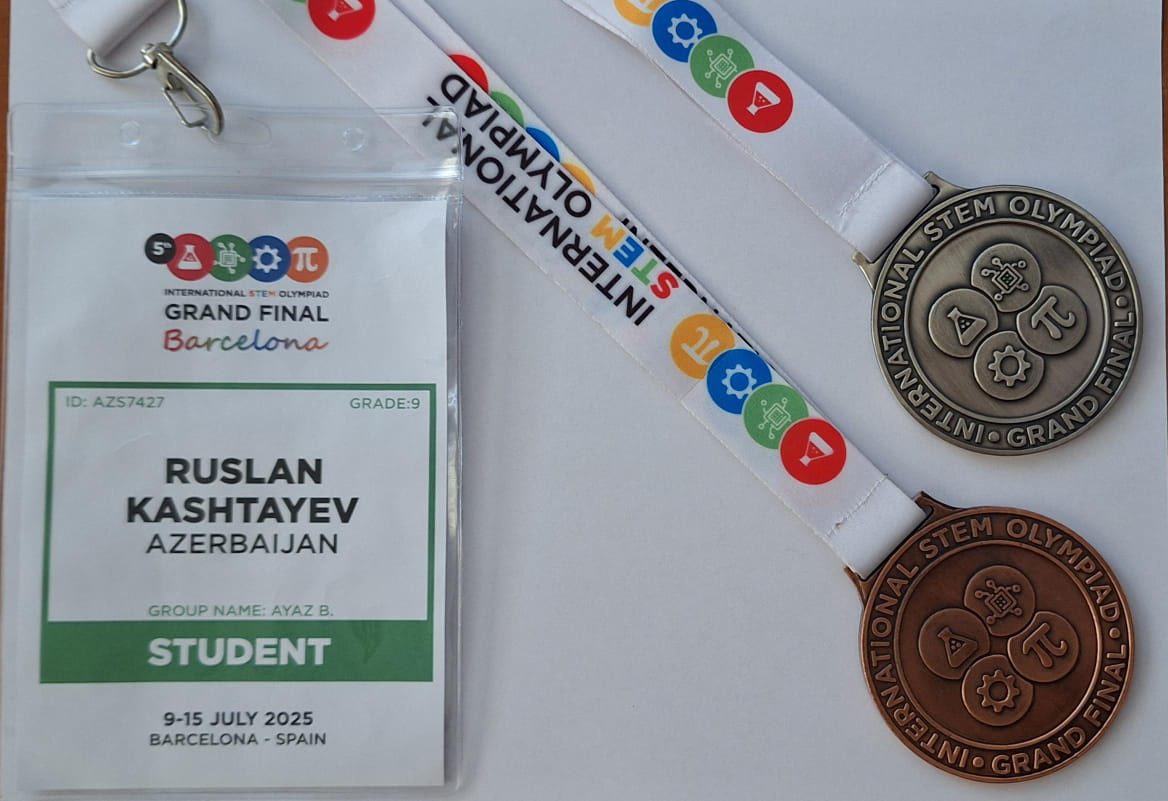 5th
INTERNATIONAL STEM OLYMPIAD
GRAND FINAL
Barcelona
ID: AZS7427
GRADE:9
RUSLAN
KASHTAYEV
AZERBAIJAN
GROUP NAME: AYAZ B.
STUDENT
9-15 JULY 2025
BARCELONA - SPAIN
INTERNATIONAL
STEM OLYMPIAD
INTERNATIONAL STEM OLYMPIAD • GRAND FINAL •
INTERNATIONAL STEM OLYMPIAD • GRAND FINAL •